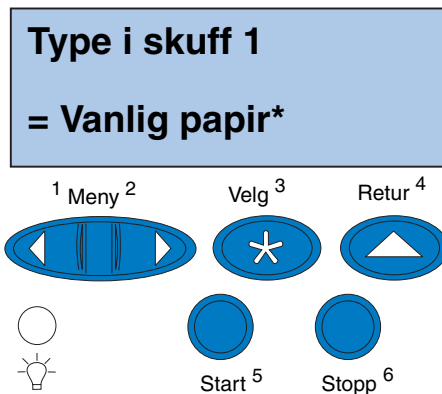 Type i skuff 1
= Vanlig papir*
1 Meny 2 Velg 3 Retur 4
Start 5 Stopp 6